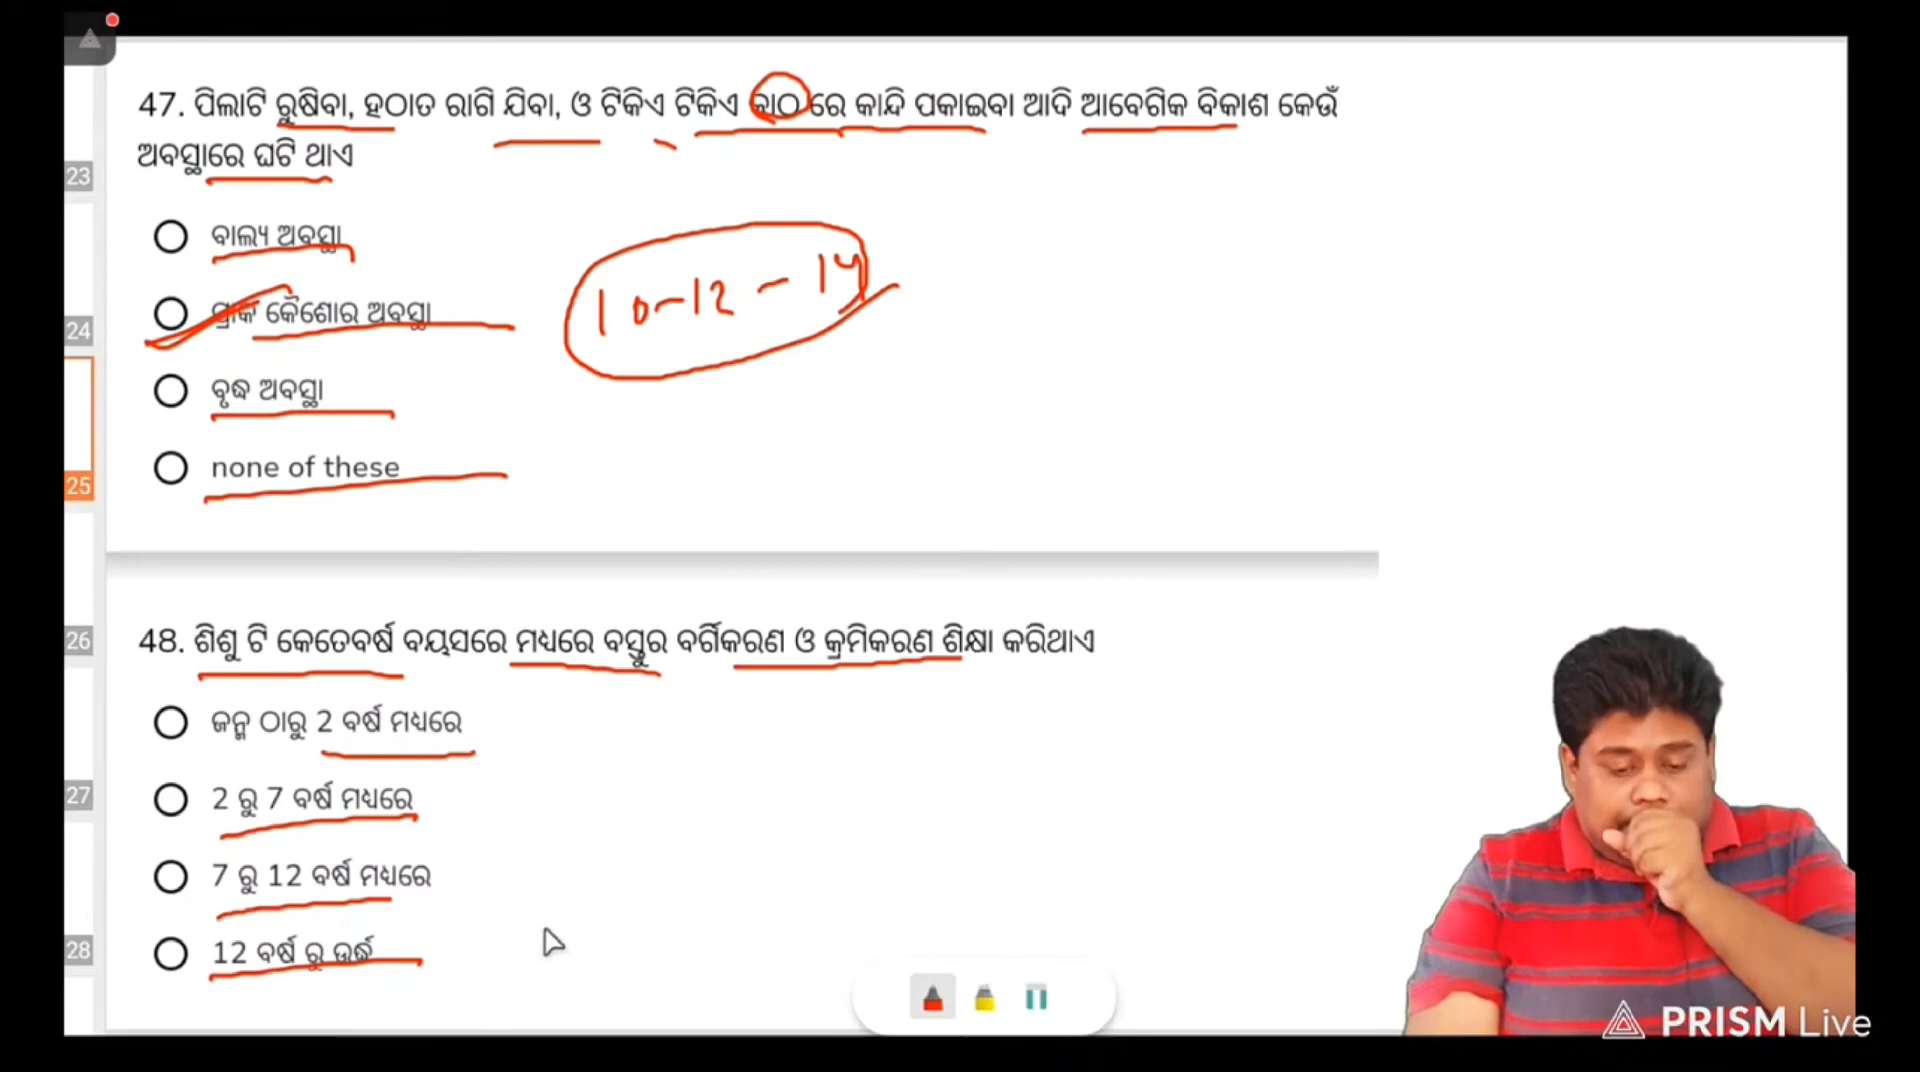 47. ପିଲାଟି ରୁଷିବା, ହଠାତ ରାଗି ଯିବା, ଓ ଟିକିଏ ଟିକିଏ କାଠ ରେ କାନ୍ଦି ପକାଇବା ଆଦି ଆବେଗିକ ବିକାଶ କେଉଁ
ଅବସ୍ଥାରେ ଘଟି ଥାଏ
23
ବାଲ୍ୟ ଅବସ୍ଥା
10-12-14
ପ୍ରାକ କୈଶୋର ଅବସ୍ଥା
24
ବୃଦ୍ଧ ଅବସ୍ଥା
none of these
25
48. ଶିଶୁ ଟି କେତେବର୍ଷ ବୟସରେ ମଧ୍ୟରେ ବସ୍ତୁର ବର୍ଗିକରଣ ଓ କ୍ରମିକରଣ ଶିକ୍ଷା କରିଥାଏ
26
ଜନ୍ମ ଠାରୁ 2 ବର୍ଷ ମଧ୍ୟରେ
2 ରୁ 7 ବର୍ଷ ମଧ୍ୟରେ
27
7 ରୁ 12 ବର୍ଷ ମଧ୍ୟରେ
12 ବର୍ଷ ରୁ ଉର୍ଦ୍ଧ
28
PRISM Live